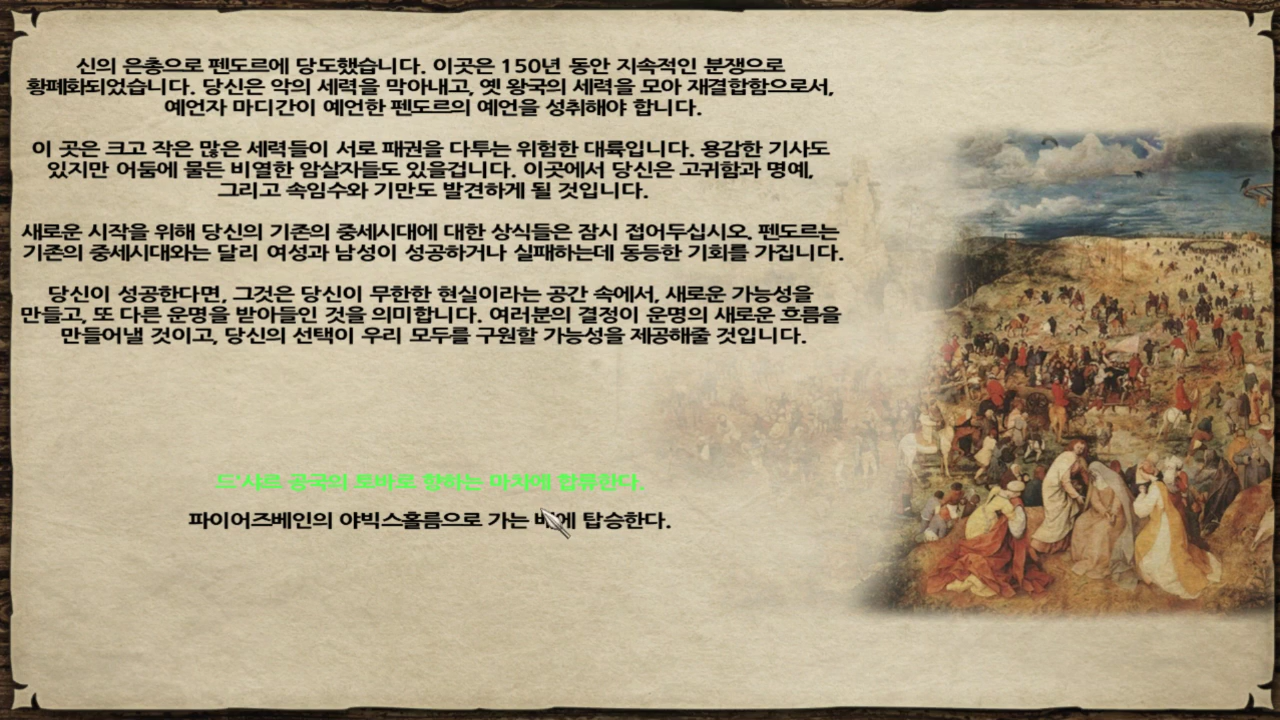 신의 은총으로 펜도르에 당도했습니다. 이곳은 150년 동안 지속적인 분쟁으로
황폐화되었습니다. 당신은 악의 세력을 막아내고, 옛 왕국의 세력을 모아 재결합함으로서,
예언자 마디간이 예언한 펜도르의 예언을 성취해야 합니다.
이 곳은 크고 작은 많은 세력들이 서로 패권을 다투는 위험한 대륙입니다. 용감한 기사도
있지만 어둠에 물든 비열한 암살자들도 있을겁니다. 이곳에서 당신은 고귀함과 명예,
그리고 속임수와 기만도 발견하게 될 것입니다.
새로운 시작을 위해 당신의 기존의 중세시대에 대한 상식들은 잠시 접어두십시오. 펜도르는
기존의 중세시대와는 달리 여성과 남성이 성공하거나 실패하는데 동등한 기회를 가집니다.
당신이 성공한다면, 그것은 당신이 무한한 현실이라는 공간 속에서, 새로운 가능성을
만들고, 또 다른 운명을 받아들인 것을 의미합니다. 여러분의 결정이 운명의 새로운 흐름을
만들어낼 것이고, 당신의 선택이 우리 모두를 구원할 가능성을 제공해줄 것입니다.
드'샤르 공국의 토바로 향하는 마차에 합류한다.
파이어즈베인의 야빅스홀름으로 가는 배에 탑승한다.